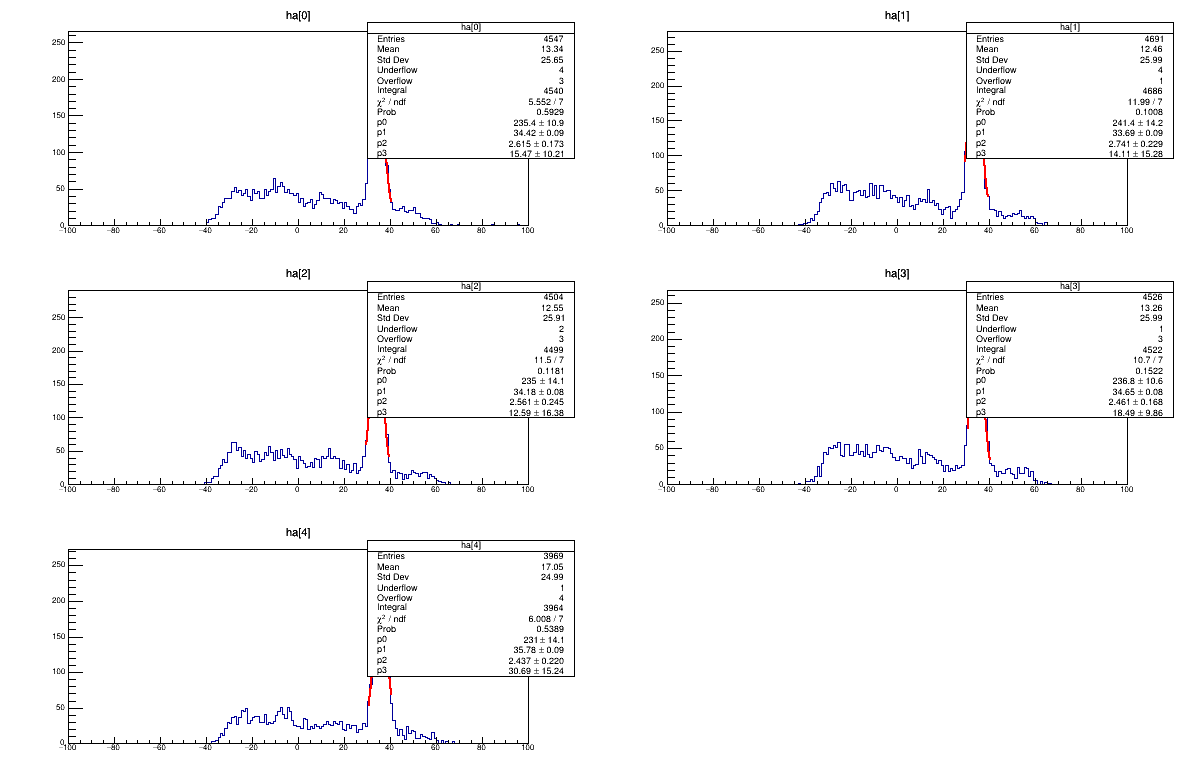 ha[0]
250
200
150
100
50
0
−100 −80 −60 −40 −20 0 20 40 60 80 100
ha[0]
Entries 4547
Mean 13.34
Std Dev 25.65
Underflow 4
Overflow 3
Integral 4540
χ² / ndf 5.552 / 7
Prob 0.5929
p0 235.4 ± 10.9
p1 34.42 ± 0.09
p2 2.615 ± 0.173
p3 15.47 ± 10.21
ha[1]
250
200
150
100
50
0
−100 −80 −60 −40 −20 0 20 40 60 80 100
ha[1]
Entries 4691
Mean 12.46
Std Dev 25.99
Underflow 4
Overflow 1
Integral 4686
χ² / ndf 11.99 / 7
Prob 0.1008
p0 241.4 ± 14.2
p1 33.69 ± 0.09
p2 2.741 ± 0.229
p3 14.11 ± 15.28
ha[2]
250
200
150
100
50
0
−100 −80 −60 −40 −20 0 20 40 60 80 100
ha[2]
Entries 4504
Mean 12.55
Std Dev 25.91
Underflow 2
Overflow 3
Integral 4499
χ² / ndf 11.5 / 7
Prob 0.1181
p0 235 ± 14.1
p1 34.18 ± 0.08
p2 2.561 ± 0.245
p3 12.59 ± 16.38
ha[3]
250
200
150
100
50
0
−100 −80 −60 −40 −20 0 20 40 60 80 100
ha[3]
Entries 4526
Mean 13.26
Std Dev 25.99
Underflow 1
Overflow 3
Integral 4522
χ² / ndf 10.7 / 7
Prob 0.1522
p0 236.8 ± 10.6
p1 34.65 ± 0.08
p2 2.461 ± 0.168
p3 18.49 ± 9.86
ha[4]
250
200
150
100
50
0
−100 −80 −60 −40 −20 0 20 40 60 80 100
ha[4]
Entries 3969
Mean 17.05
Std Dev 24.99
Underflow 1
Overflow 4
Integral 3964
χ² / ndf 6.008 / 7
Prob 0.5389
p0 231 ± 14.1
p1 35.78 ± 0.09
p2 2.437 ± 0.220
p3 30.69 ± 15.24